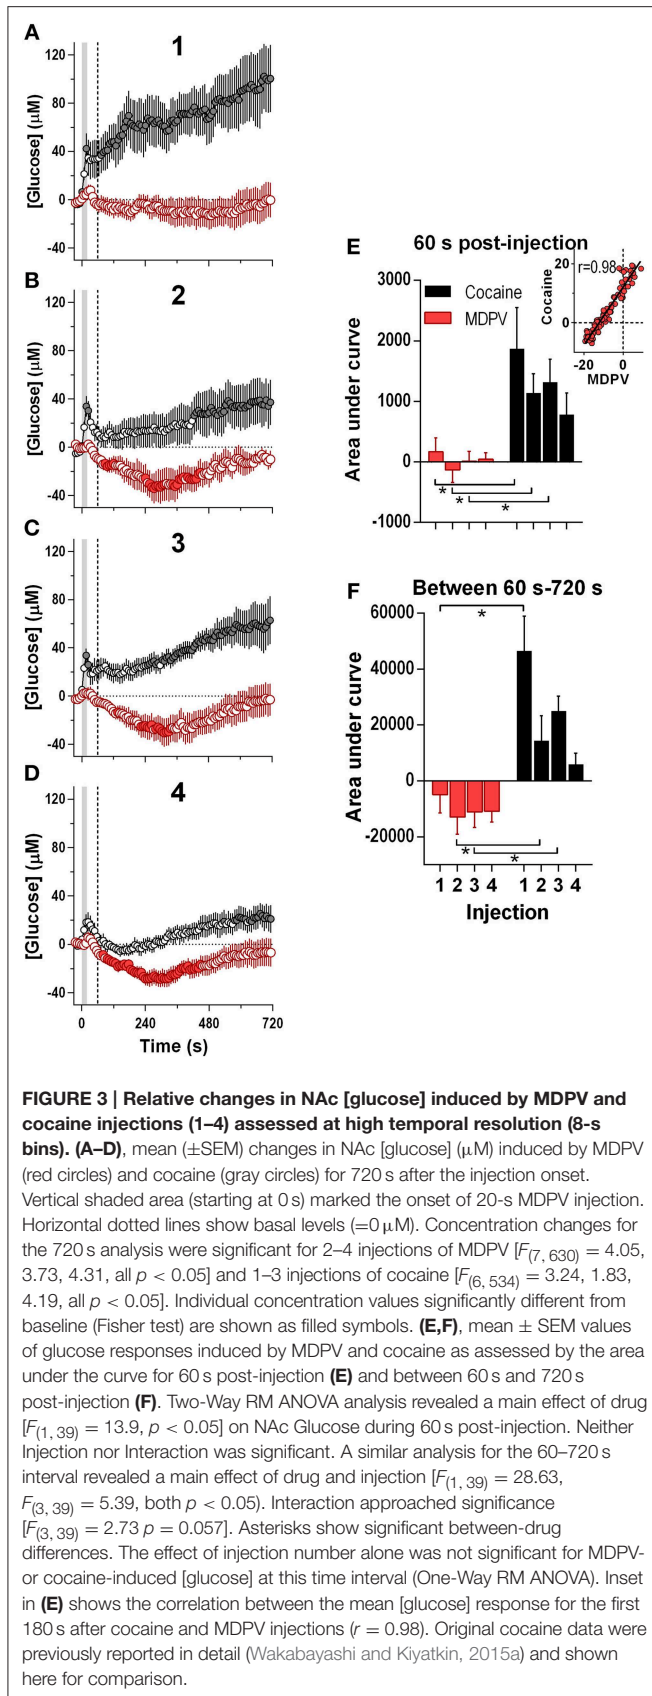 A
1
120
80
40
0
-40
[Glucose] (μM)
B
2
120
80
40
0
-40
[Glucose] (μM)
C
3
120
80
40
0
-40
[Glucose] (μM)
D
4
120
80
40
0
-40
[Glucose] (μM)
0 240 480 720
Time (s)
E 60 s post-injection
3000
2000
1000
0
-1000
Area under curve
Cocaine
MDPV
* * *
r=0.98
20
0
Cocaine
-20 0
MDPV
F Between 60 s-720 s
60000
40000
20000
0
-20000
Area under curve
*
* *
1 2 3 4 1 2 3 4
Injection
FIGURE 3 | Relative changes in NAc [glucose] induced by MDPV and
cocaine injections (1–4) assessed at high temporal resolution (8-s
bins). (A–D), mean (±SEM) changes in NAc [glucose] (μM) induced by MDPV
(red circles) and cocaine (gray circles) for 720 s after the injection onset.
Vertical shaded area (starting at 0 s) marked the onset of 20-s MDPV injection.
Horizontal dotted lines show basal levels (=0 μM). Concentration changes for
the 720 s analysis were significant for 2–4 injections of MDPV [F(7, 630) = 4.05,
3.73, 4.31, all p < 0.05] and 1–3 injections of cocaine [F(6, 534) = 3.24, 1.83,
4.19, all p < 0.05]. Individual concentration values significantly different from
baseline (Fisher test) are shown as filled symbols. (E,F), mean ± SEM values
of glucose responses induced by MDPV and cocaine as assessed by the area
under the curve for 60 s post-injection (E) and between 60 s and 720 s
post-injection (F). Two-Way RM ANOVA analysis revealed a main effect of drug
[F(1, 39) = 13.9, p < 0.05] on NAc Glucose during 60 s post-injection. Neither
Injection nor Interaction was significant. A similar analysis for the 60–720 s
interval revealed a main effect of drug and injection [F(1, 39) = 28.63,
F(3, 39) = 5.39, both p < 0.05). Interaction approached significance
[F(3, 39) = 2.73 p = 0.057]. Asterisks show significant between-drug
differences. The effect of injection number alone was not significant for MDPV-
or cocaine-induced [glucose] at this time interval (One-Way RM ANOVA). Inset
in (E) shows the correlation between the mean [glucose] response for the first
180 s after cocaine and MDPV injections (r = 0.98). Original cocaine data were
previously reported in detail (Wakabayashi and Kiyatkin, 2015a) and shown
here for comparison.